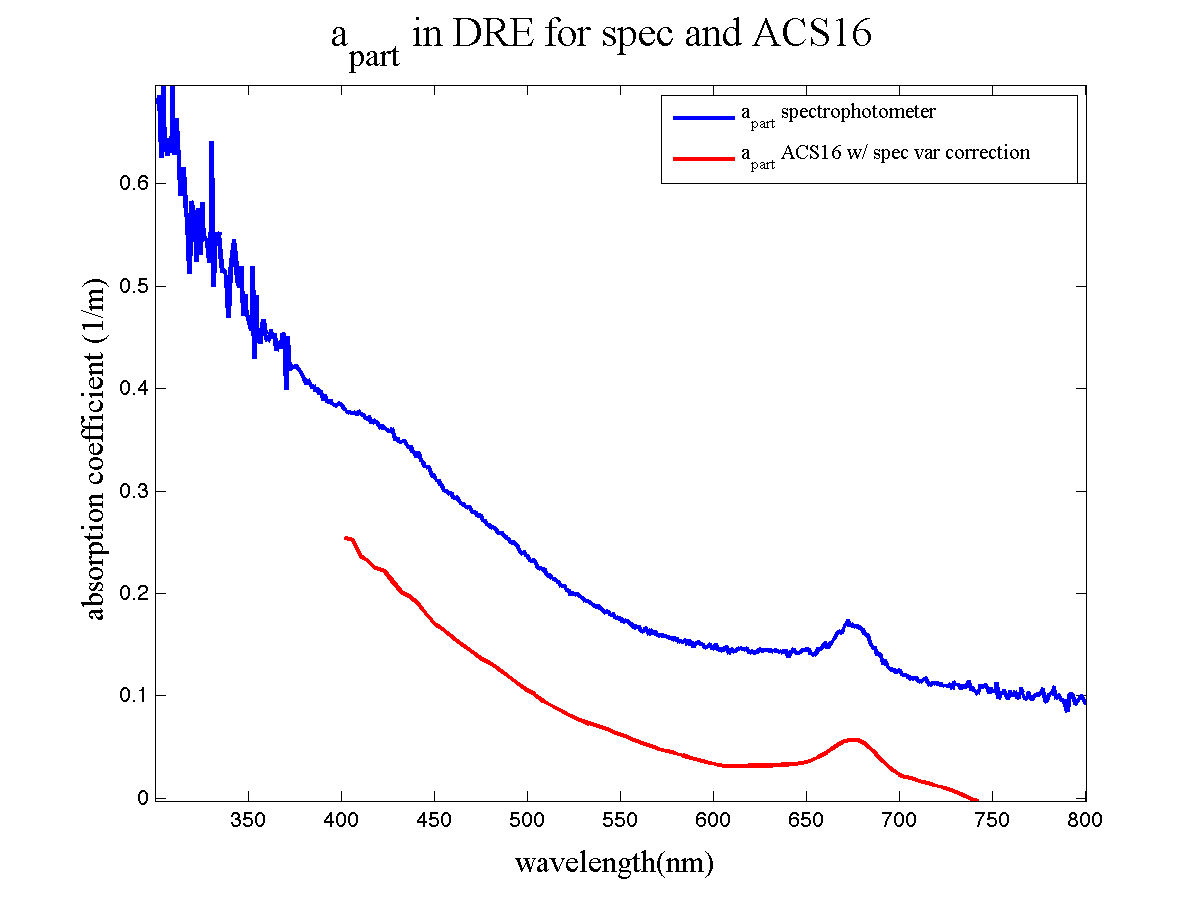 a_part in DRE for spec and ACS16
a_part spectrophotometer
a_part ACS16 w/ spec var correction
absorption coefficient (1/m)
0.6
0.5
0.4
0.3
0.2
0.1
0
350 400 450 500 550 600 650 700 750 800
wavelength(nm)